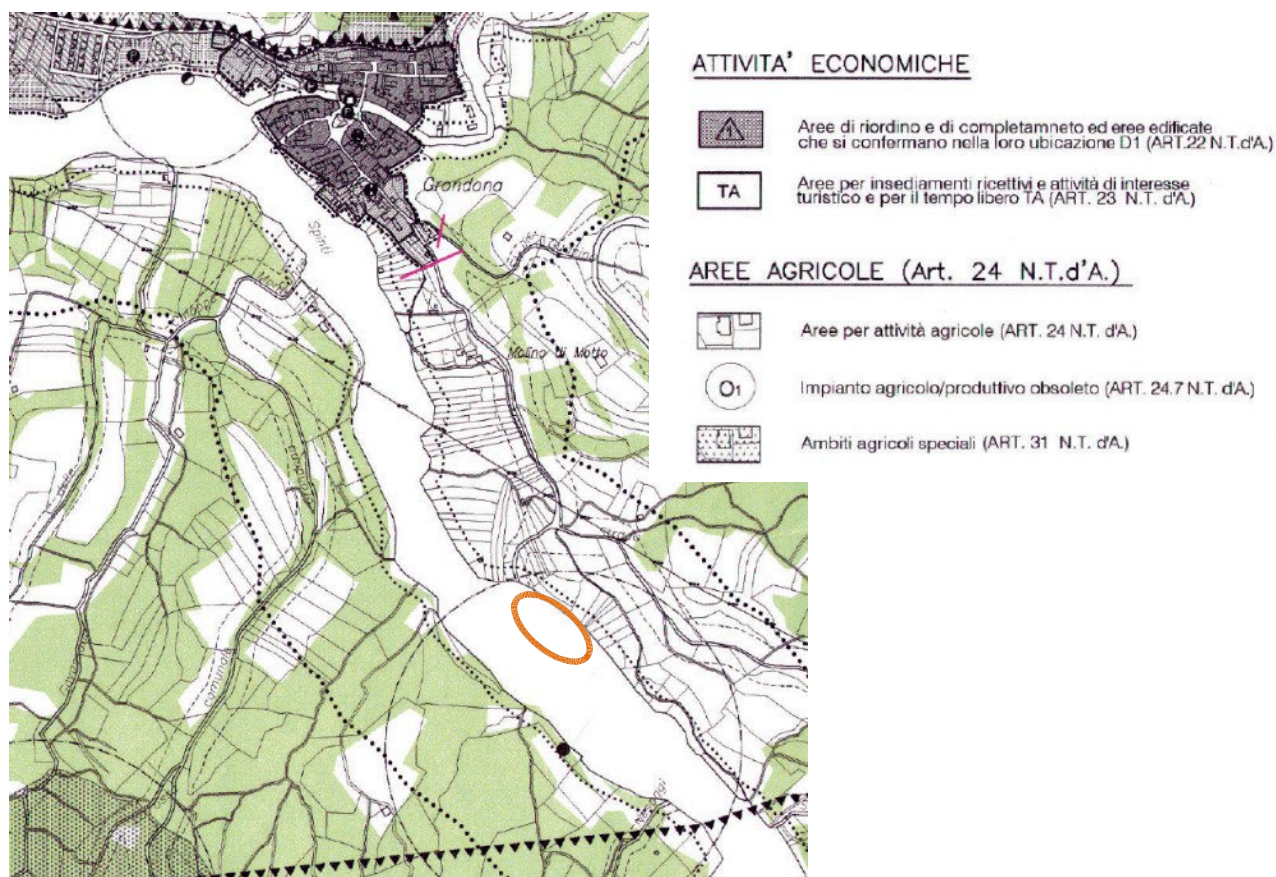 Grondona
Spinti
Molino di Motto
comunale
ATTIVITA' ECONOMICHE
1
Aree di riordino e di completamneto ed eree edificate
che si confermano nella loro ubicazione D1 (ART.22 N.T.d'A.)
TA
Aree per insediamenti ricettivi e attività di interesse
turistico e per il tempo libero TA (ART. 23 N.T. d'A.)
AREE AGRICOLE (Art. 24 N.T.d'A.)
Aree per attività agricole (ART. 24 N.T. d'A.)
O1
Impianto agricolo/produttivo obsoleto (ART. 24.7 N.T. d'A.)
Ambiti agricoli speciali (ART. 31 N.T. d'A.)